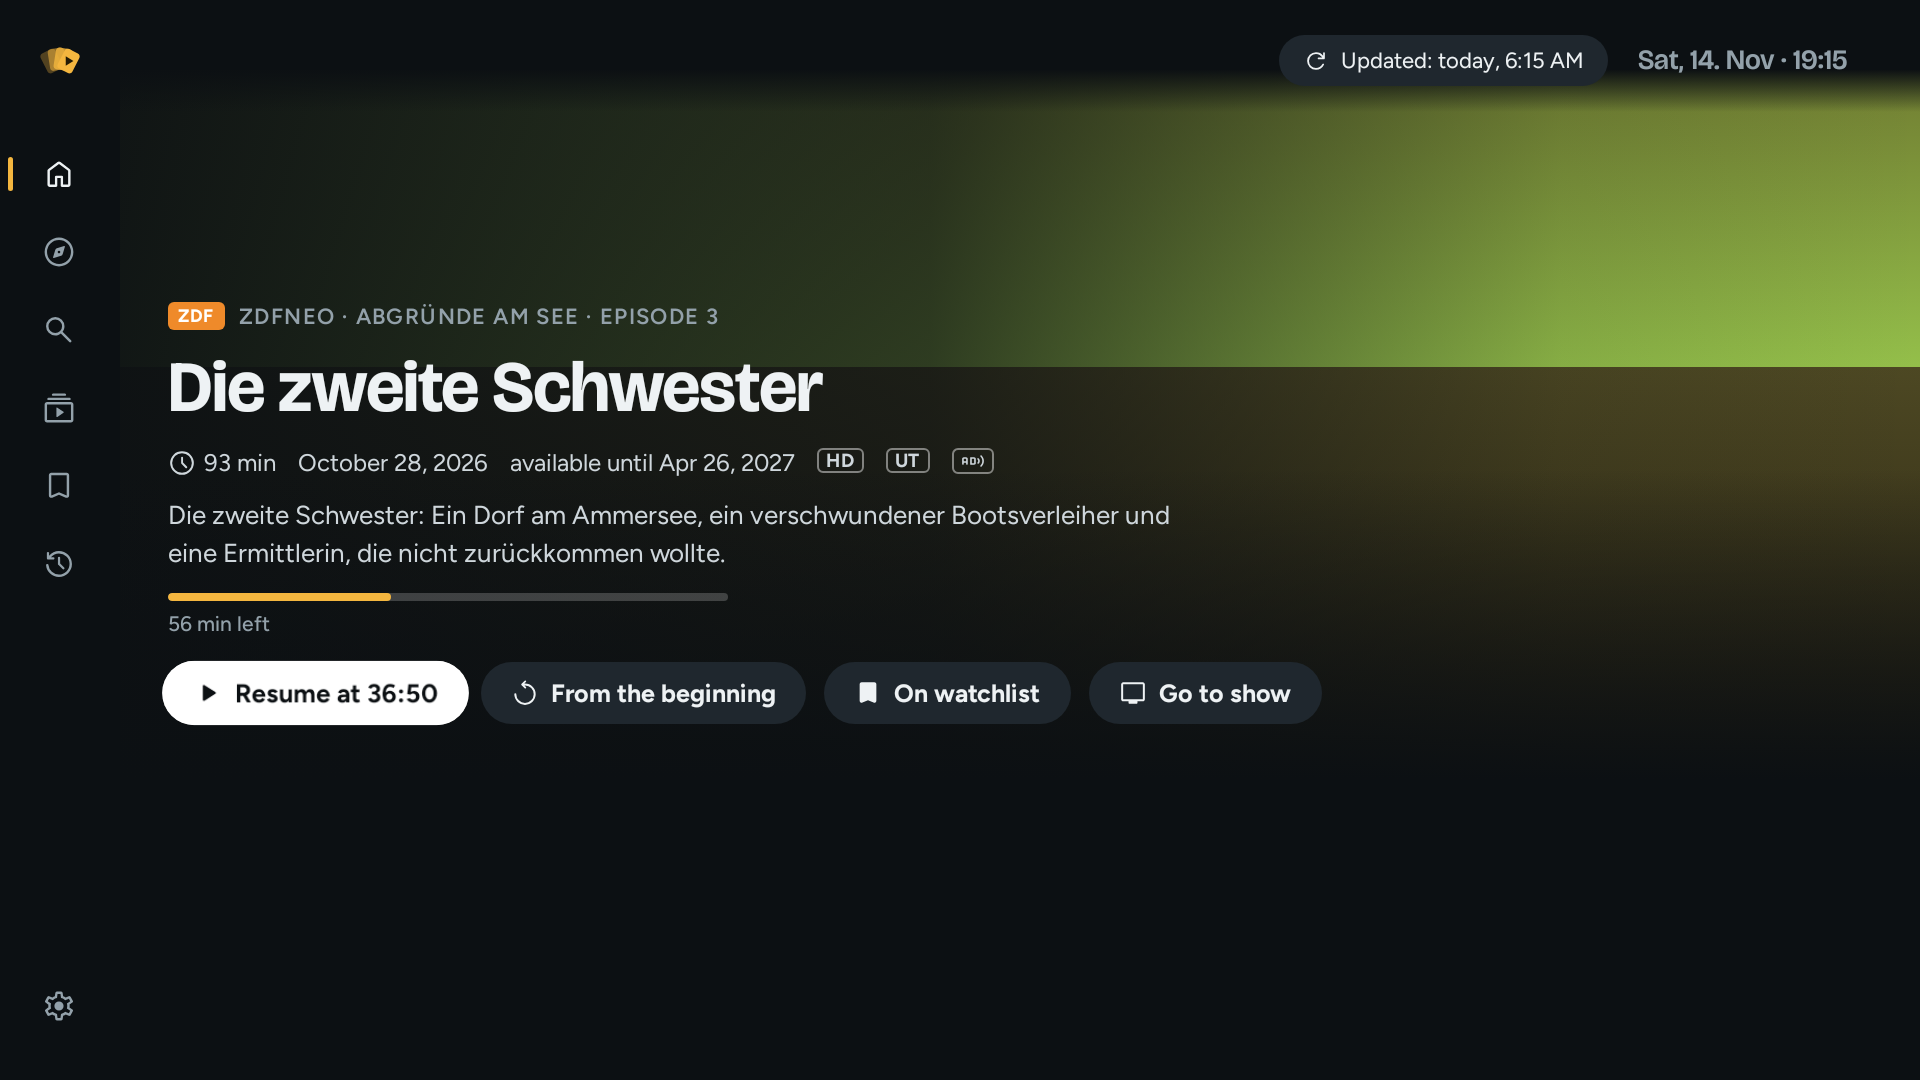 Updated: today, 6:15 AM
Sat, 14. Nov · 19:15
ZDF ZDFNEO · ABGRÜNDE AM SEE · EPISODE 3
Die zweite Schwester
93 min October 28, 2026 available until Apr 26, 2027 HD UT AD
Die zweite Schwester: Ein Dorf am Ammersee, ein verschwundener Bootsverleiher und
eine Ermittlerin, die nicht zurückkommen wollte.
56 min left
Resume at 36:50
From the beginning
On watchlist
Go to show